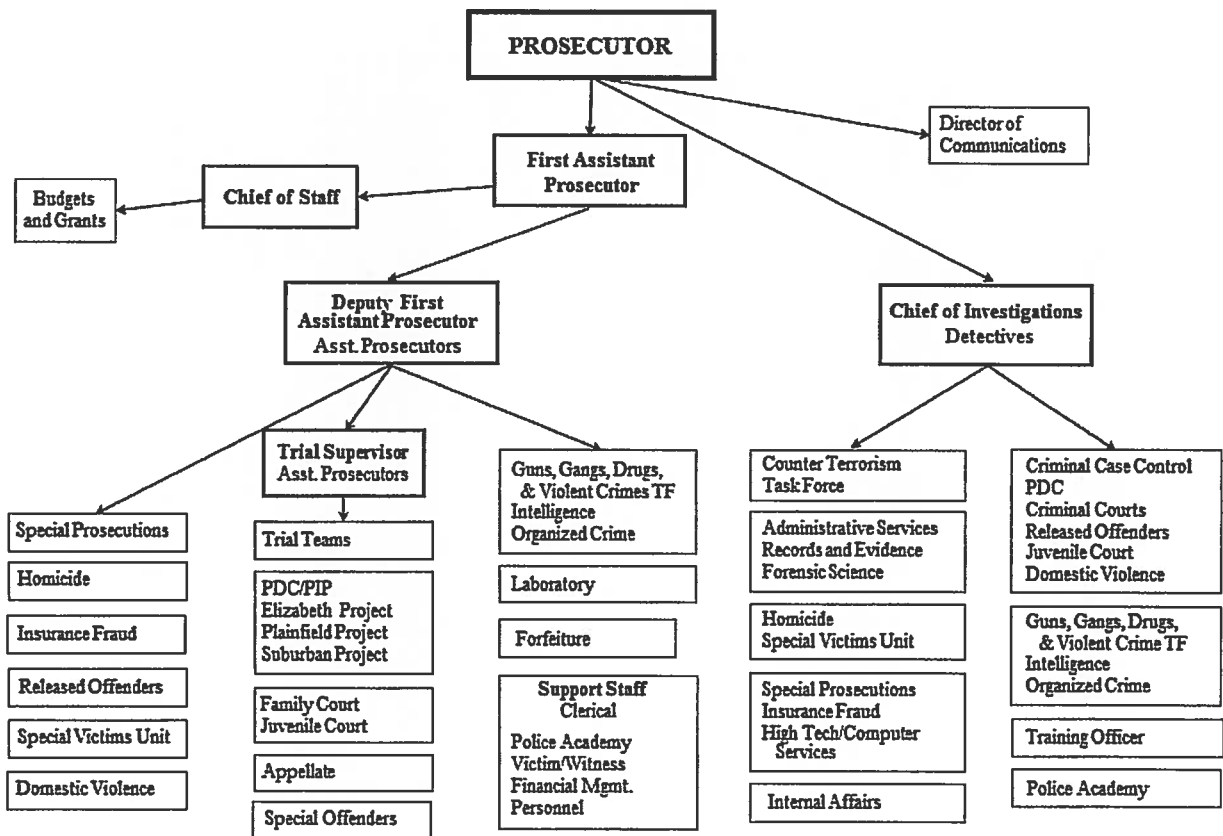 PROSECUTOR
Director of
Communications
First Assistant
Prosecutor
Chief of Staff
Budgets
and Grants
Deputy First
Assistant Prosecutor
Asst. Prosecutors
Chief of Investigations
Detectives
Special Prosecutions
Homicide
Insurance Fraud
Released Offenders
Special Victims Unit
Domestic Violence
Trial Supervisor
Asst. Prosecutors
Trial Teams
PDC/PIP
Elizabeth Project
Plainfield Project
Suburban Project
Family Court
Juvenile Court
Appellate
Special Offenders
Guns, Gangs, Drugs,
& Violent Crimes TF
Intelligence
Organized Crime
Laboratory
Forfeiture
Support Staff
Clerical
Police Academy
Victim/Witness
Financial Mgmt.
Personnel
Counter Terrorism
Task Force
Administrative Services
Records and Evidence
Forensic Science
Homicide
Special Victims Unit
Special Prosecutions
Insurance Fraud
High Tech/Computer
Services
Internal Affairs
Criminal Case Control
PDC
Criminal Courts
Released Offenders
Juvenile Court
Domestic Violence
Guns, Gangs, Drugs,
& Violent Crime TF
Intelligence
Organized Crime
Training Officer
Police Academy